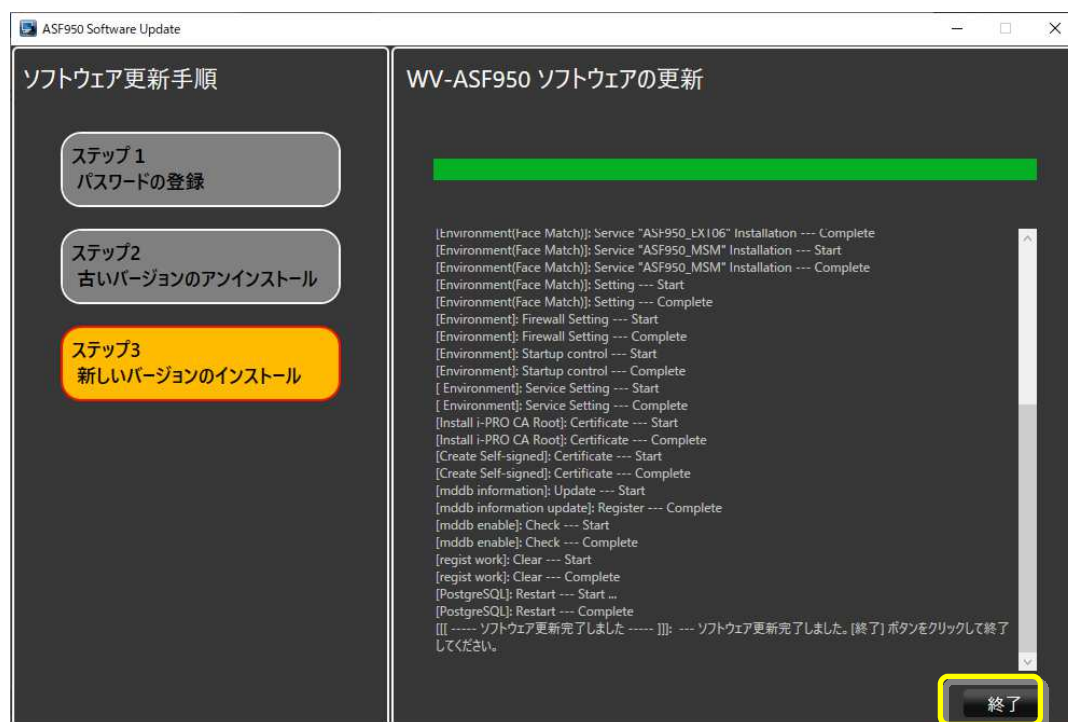 ASF950 Software Update
ソフトウェア更新手順
ステップ 1
パスワードの登録
ステップ2
古いバージョンのアンインストール
ステップ3
新しいバージョンのインストール
WV-ASF950 ソフトウェアの更新
[Environment(Face Match)]: Service "ASF950_EXT06" Installation --- Complete
[Environment(Face Match)]: Service "ASF950_MSM" Installation --- Start
[Environment(Face Match)]: Service "ASF950_MSM" Installation --- Complete
[Environment(Face Match)]: Setting --- Start
[Environment(Face Match)]: Setting --- Complete
[Environment]: Firewall Setting --- Start
[Environment]: Firewall Setting --- Complete
[Environment]: Startup control --- Start
[Environment]: Startup control --- Complete
[ Environment]: Service Setting --- Start
[ Environment]: Service Setting --- Complete
[Install i-PRO CA Root]: Certificate --- Start
[Install i-PRO CA Root]: Certificate --- Complete
[Create Self-signed]: Certificate --- Start
[Create Self-signed]: Certificate --- Complete
[mddb information]: Update --- Start
[mddb information update]: Register --- Complete
[mddb enable]: Check --- Start
[mddb enable]: Check --- Complete
[regist work]: Clear --- Start
[regist work]: Clear --- Complete
[PostgreSQL]: Restart --- Start ...
[PostgreSQL]: Restart --- Complete
[[[ ----- ソフトウェア更新完了しました ----- ]]]: --- ソフトウェア更新完了しました。[終了] ボタンをクリックして終了
してください。
終了